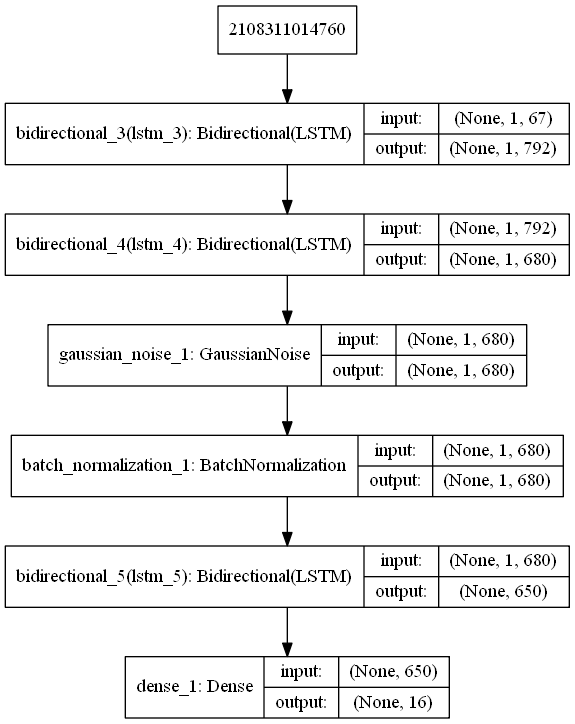 2108311014760
bidirectional_3(lstm_3): Bidirectional(LSTM)
input: (None, 1, 67)
output: (None, 1, 792)
bidirectional_4(lstm_4): Bidirectional(LSTM)
input: (None, 1, 792)
output: (None, 1, 680)
gaussian_noise_1: GaussianNoise
input: (None, 1, 680)
output: (None, 1, 680)
batch_normalization_1: BatchNormalization
input: (None, 1, 680)
output: (None, 1, 680)
bidirectional_5(lstm_5): Bidirectional(LSTM)
input: (None, 1, 680)
output: (None, 650)
dense_1: Dense
input: (None, 650)
output: (None, 16)